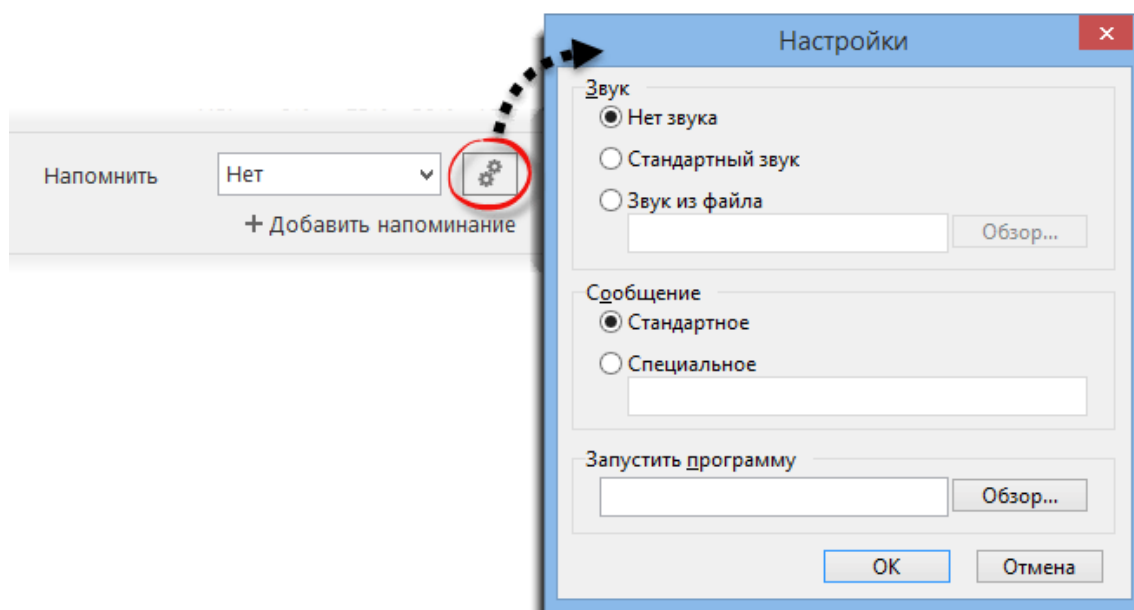 Напомнить
Нет
+ Добавить напоминание
Настройки
Звук
Нет звука
Стандартный звук
Звук из файла
Обзор...
Сообщение
Стандартное
Специальное
Запустить программу
Обзор...
ОК
Отмена